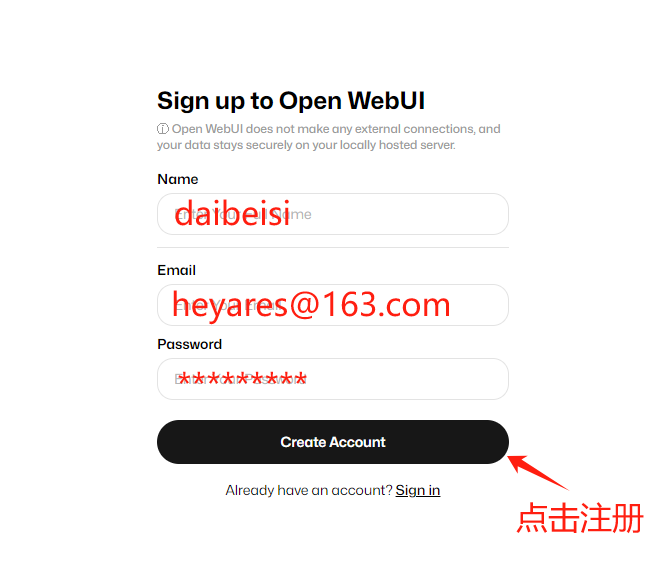 Sign up to Open WebUI
ⓘ Open WebUI does not make any external connections, and
your data stays securely on your locally hosted server.
Name
daibeisi
Email
heyares@163.com
Password
*********
Create Account
Already have an account? Sign in
点击注册